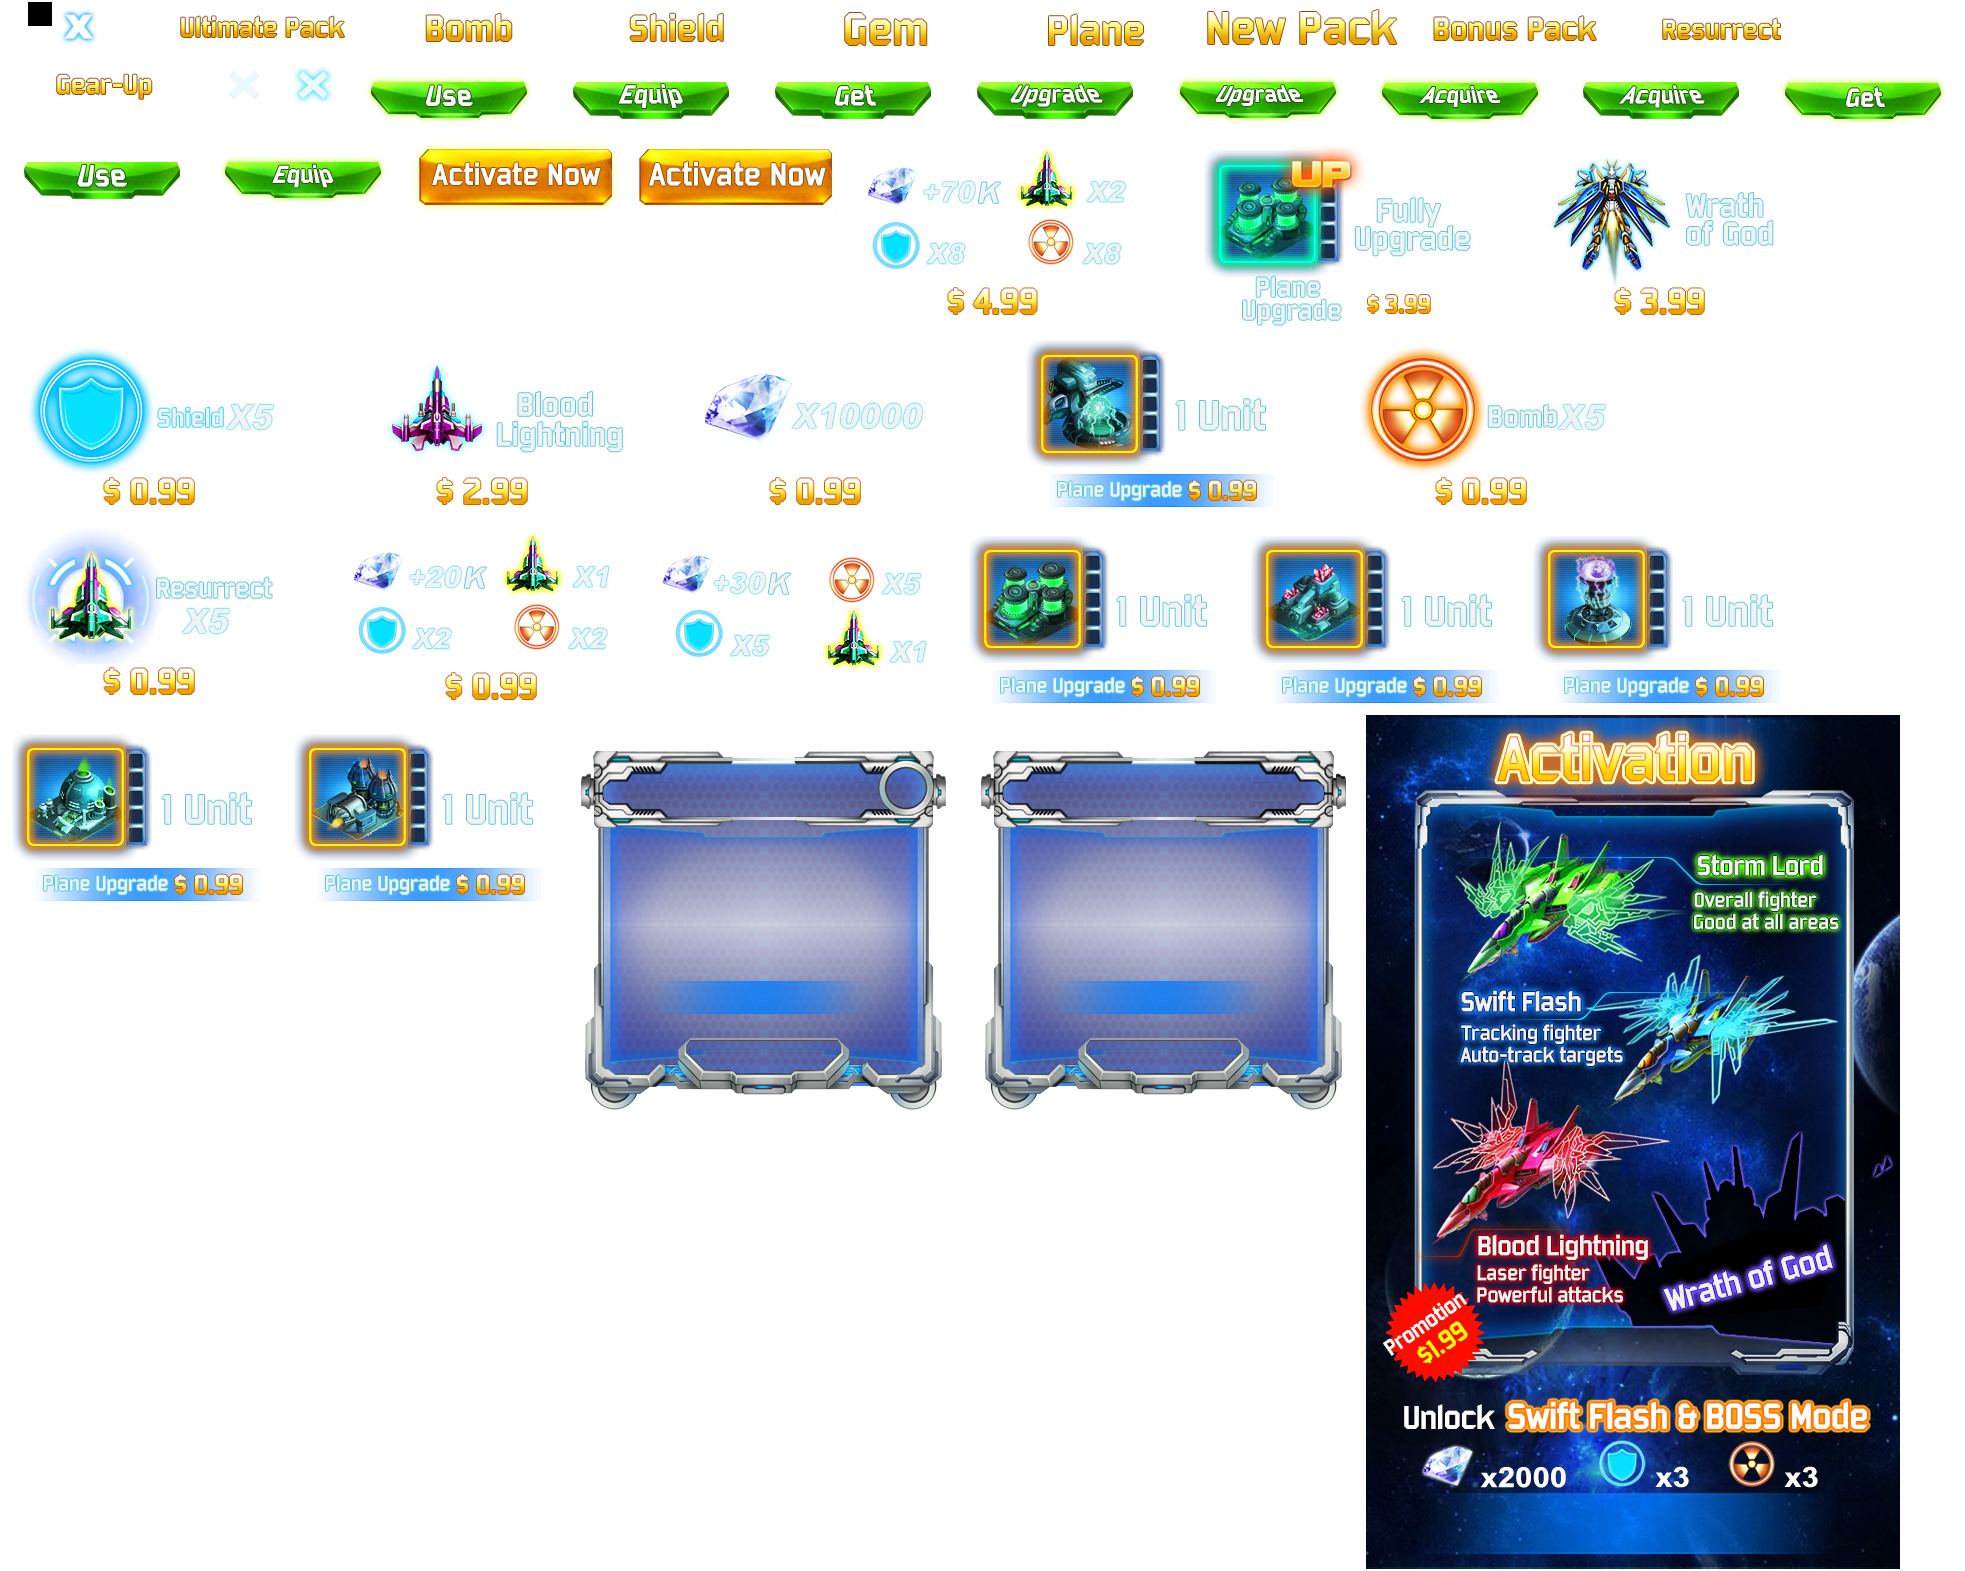 X
Ultimate Pack
Bomb
Shield
Gem
Plane
New Pack
Bonus Pack
Resurrect
Gear-Up
Use
Equip
Get
Upgrade
Upgrade
Acquire
Acquire
Get
Use
Equip
Activate Now
Activate Now
+70K
X2
X8
X8
$ 4.99
UP
Fully
Upgrade
Plane
Upgrade
$ 3.99
Wrath
of God
$ 3.99
Shield X5
$ 0.99
Blood
Lightning
$ 2.99
X10000
$ 0.99
1 Unit
Plane Upgrade $ 0.99
Bomb X5
$ 0.99
Resurrect
X5
$ 0.99
+20K
X1
X2
X2
$ 0.99
+30K
X5
X5
X1
1 Unit
Plane Upgrade $ 0.99
1 Unit
Plane Upgrade $ 0.99
1 Unit
Plane Upgrade $ 0.99
1 Unit
Plane Upgrade $ 0.99
1 Unit
Plane Upgrade $ 0.99
Activation
Storm Lord
Overall fighter
Good at all areas
Swift Flash
Tracking fighter
Auto-track targets
Blood Lightning
Laser fighter
Powerful attacks
Wrath of God
Promotion
$1.99
Unlock Swift Flash & BOSS Mode
x2000
x3
x3